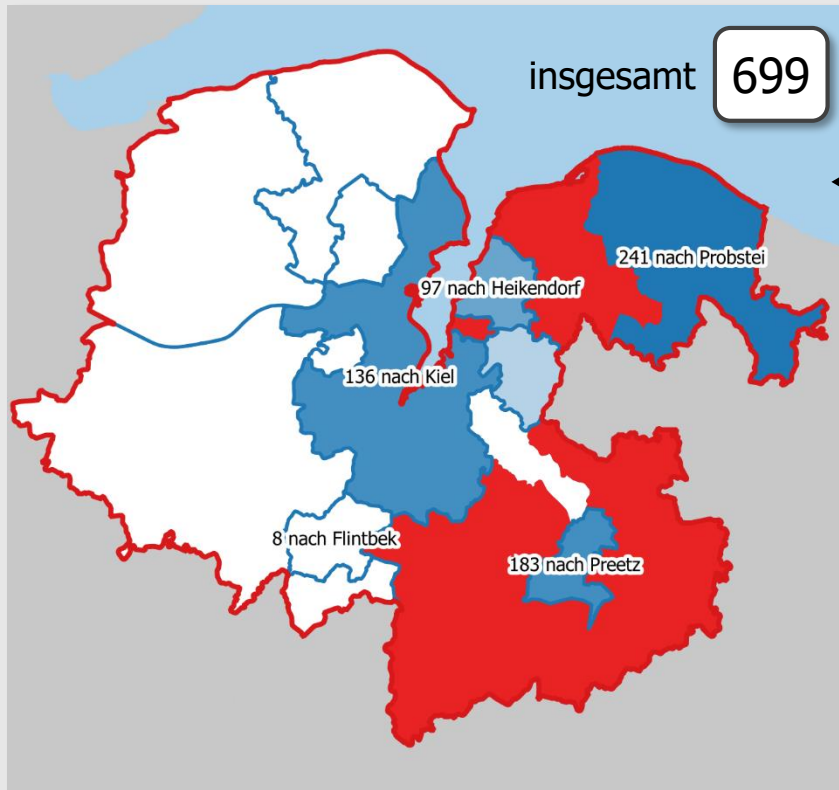 insgesamt 699
241 nach Probstei
97 nach Heikendorf
136 nach Kiel
8 nach Flintbek
183 nach Preetz